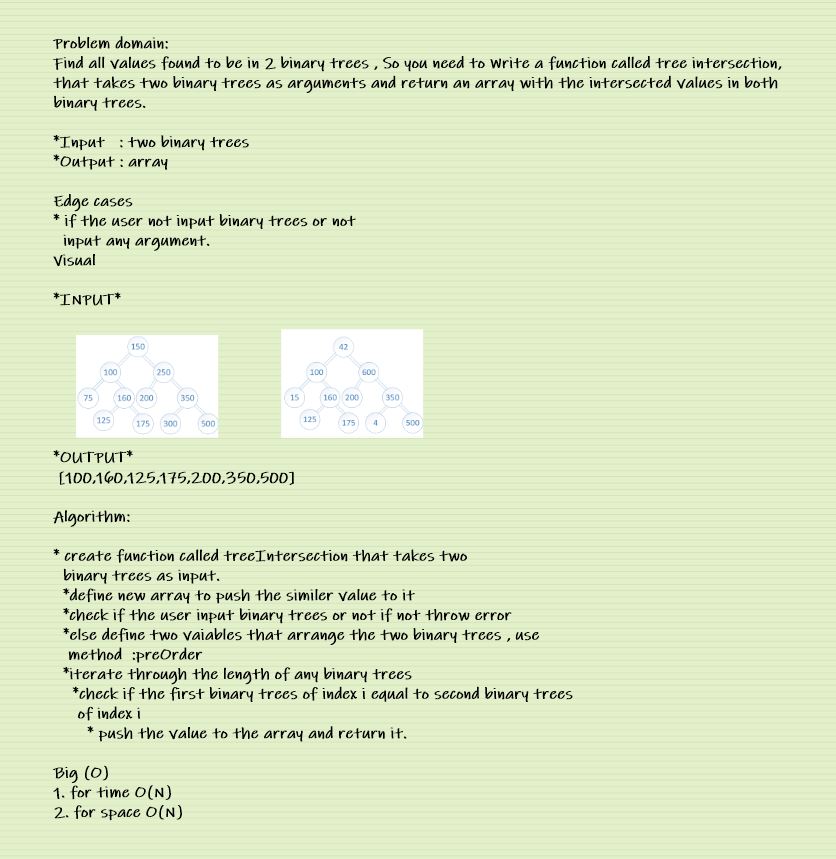 Problem domain:
Find all values found to be in 2 binary trees , So you need to Write a function called tree intersection,
that takes two binary trees as arguments and return an array with the intersected values in both
binary trees.
*Input : two binary trees
*Output : array
Edge cases
* if the user not input binary trees or not
input any argument.
Visual
*INPUT*
150 42
100 250 100 600
75 160 200 350 15 160 200 350
125 175 300 500 125 175 4 500
*OUTPUT*
[100,160,125,175,200,350,500]
Algorithm:
* create function called treeIntersection that takes two
binary trees as input.
*define new array to push the similer value to it
*check if the user input binary trees or not if not throw error
*else define two vaiables that arrange the two binary trees , use
method :preOrder
*iterate through the length of any binary trees
*check if the first binary trees of index i equal to second binary trees
of index i
* push the value to the array and return it.
Big (O)
1. for time O(N)
2. for space O(N)